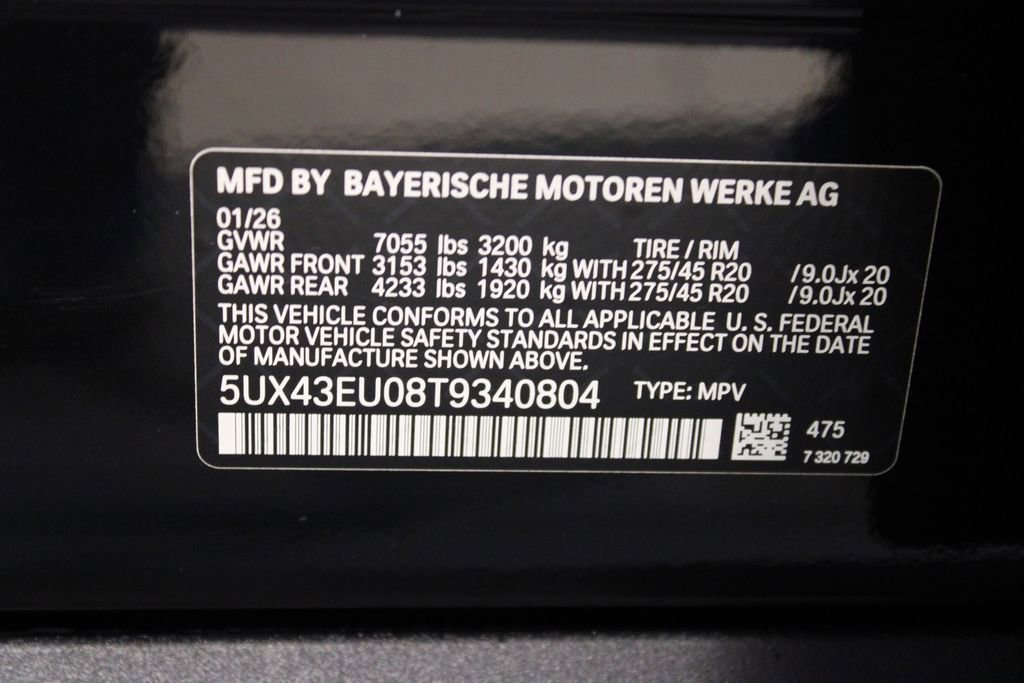 MFD BY BAYERISCHE MOTOREN WERKE AG
01/26
GVWR 7055 lbs 3200 kg TIRE / RIM
GAWR FRONT 3153 lbs 1430 kg WITH 275/45 R20 /9.0Jx 20
GAWR REAR 4233 lbs 1920 kg WITH 275/45 R20 /9.0Jx 20
THIS VEHICLE CONFORMS TO ALL APPLICABLE U. S. FEDERAL
MOTOR VEHICLE SAFETY STANDARDS IN EFFECT ON THE DATE
OF MANUFACTURE SHOWN ABOVE.
5UX43EU08T9340804 TYPE: MPV
475
7 320 729